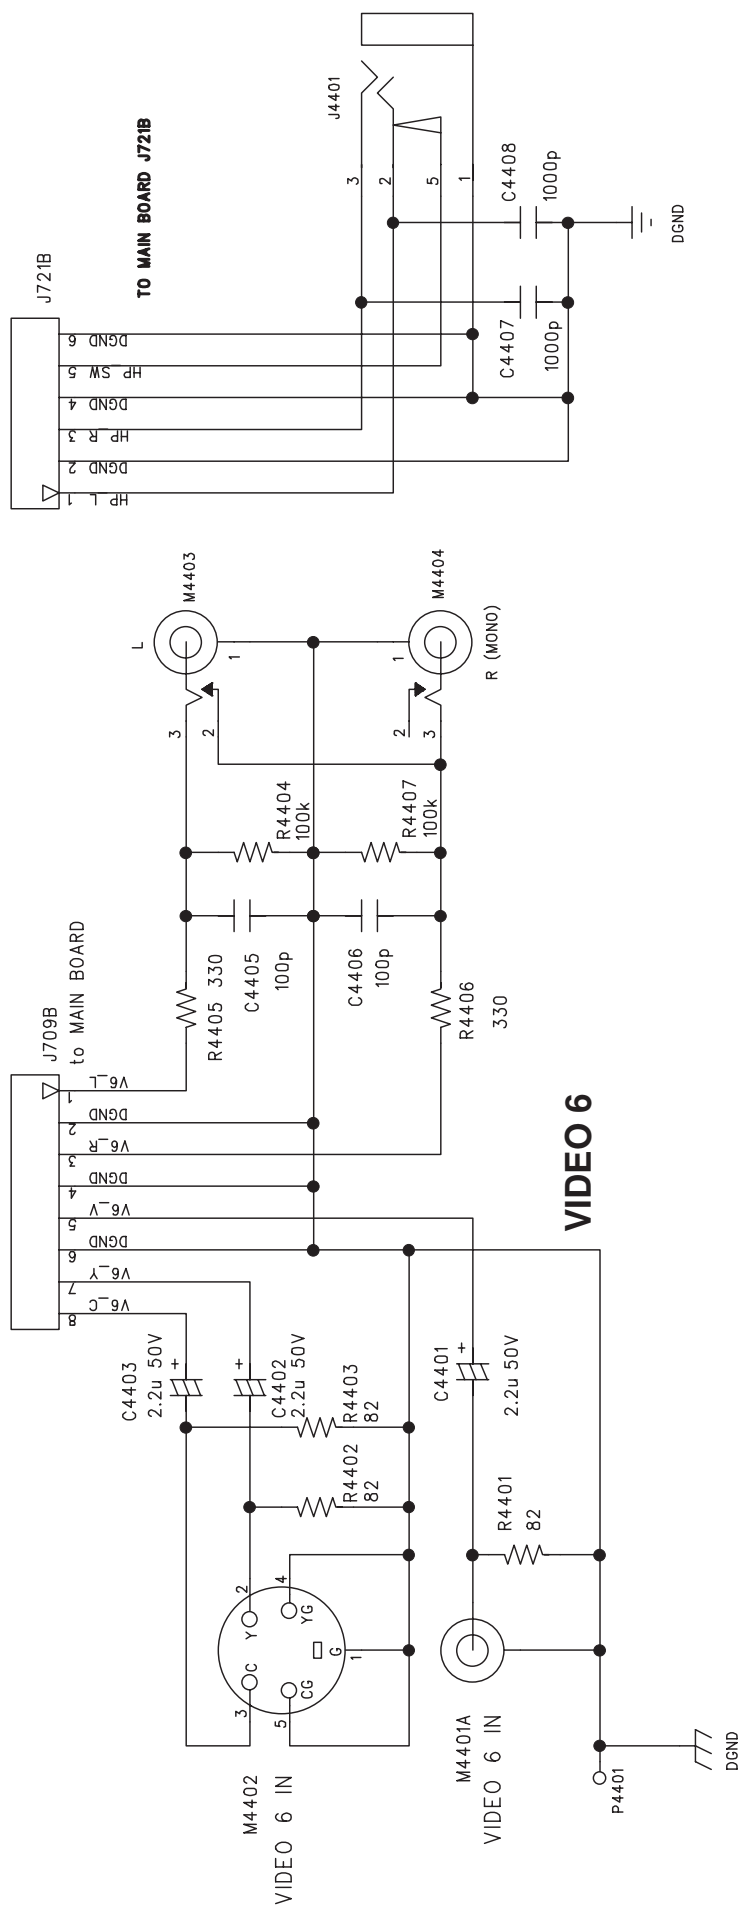 J4401
TO MAIN BOARD J721B
J721B
3
2
5
1
C4408
1000p
DGND
C4407
1000p
6 DGND
5 HP_SW
4 DGND
3 HP_R
2 DGND
1 HP_L
M4403
L
1
3
2
M4404
R (MONO)
1
2
3
R4404
100k
R4407
100k
J709B
to MAIN BOARD
R4405 330
C4405
100p
C4406
100p
R4406
330
1 V6_L
2 DGND
3 V6_R
4 DGND
5 V6_V
6 DGND
7 V6_Y
8 V6_C
VIDEO 6
C4403
2.2u 50V
+
C4402
2.2u 50V
+
R4403
82
R4402
82
C4401
2.2u 50V
+
R4401
82
2
4
Y
YG
C
CG
G
1
3
5
M4402
VIDEO 6 IN
M4401A
VIDEO 6 IN
P4401
DGND